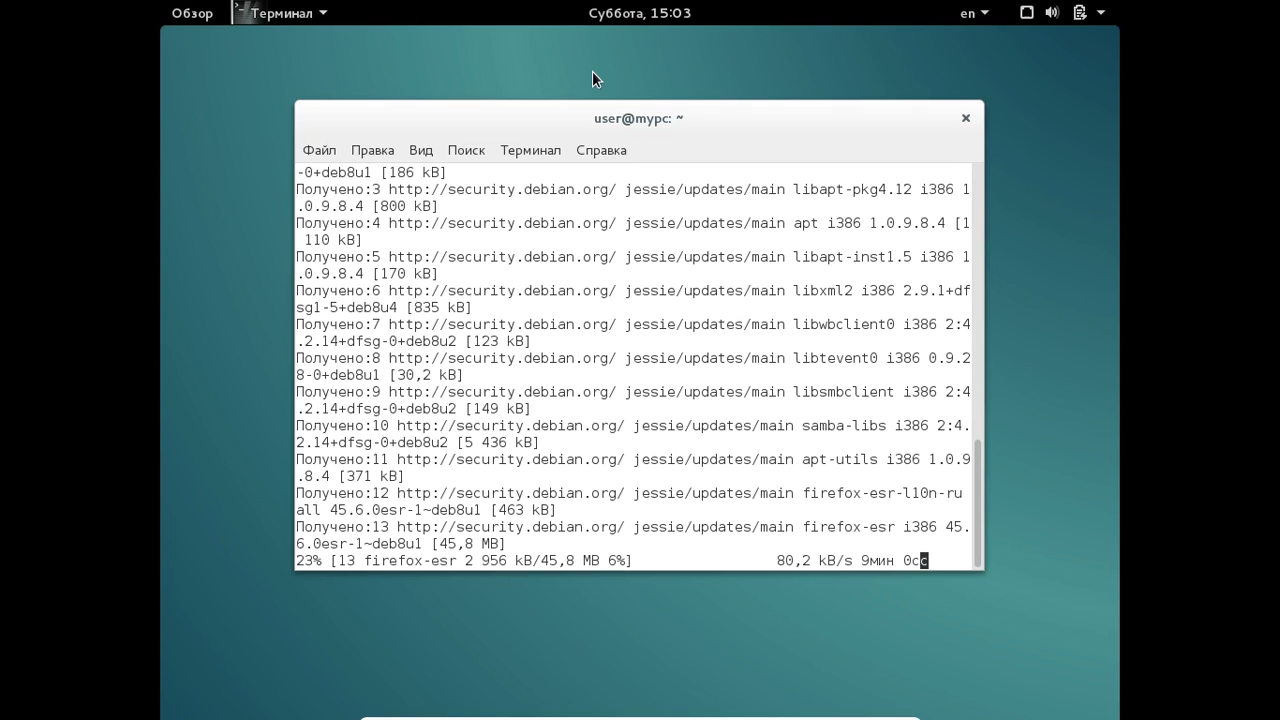 Обзор
Терминал
Суббота, 15:03
en
user@mypc: ~
Файл Правка Вид Поиск Терминал Справка
-0+deb8u1 [186 kB]
Получено:3 http://security.debian.org/ jessie/updates/main libapt-pkg4.12 i386 1
.0.9.8.4 [800 kB]
Получено:4 http://security.debian.org/ jessie/updates/main apt i386 1.0.9.8.4 [1
 110 kB]
Получено:5 http://security.debian.org/ jessie/updates/main libapt-inst1.5 i386 1
.0.9.8.4 [170 kB]
Получено:6 http://security.debian.org/ jessie/updates/main libxml2 i386 2.9.1+df
sg1-5+deb8u4 [835 kB]
Получено:7 http://security.debian.org/ jessie/updates/main libwbclient0 i386 2:4
.2.14+dfsg-0+deb8u2 [123 kB]
Получено:8 http://security.debian.org/ jessie/updates/main libtevent0 i386 0.9.2
8-0+deb8u1 [30,2 kB]
Получено:9 http://security.debian.org/ jessie/updates/main libsmbclient i386 2:4
.2.14+dfsg-0+deb8u2 [149 kB]
Получено:10 http://security.debian.org/ jessie/updates/main samba-libs i386 2:4.
2.14+dfsg-0+deb8u2 [5 436 kB]
Получено:11 http://security.debian.org/ jessie/updates/main apt-utils i386 1.0.9
.8.4 [371 kB]
Получено:12 http://security.debian.org/ jessie/updates/main firefox-esr-l10n-ru
all 45.6.0esr-1~deb8u1 [463 kB]
Получено:13 http://security.debian.org/ jessie/updates/main firefox-esr i386 45.
6.0esr-1~deb8u1 [45,8 MB]
23% [13 firefox-esr 2 956 kB/45,8 MB 6%] 80,2 kB/s 9мин 0сс